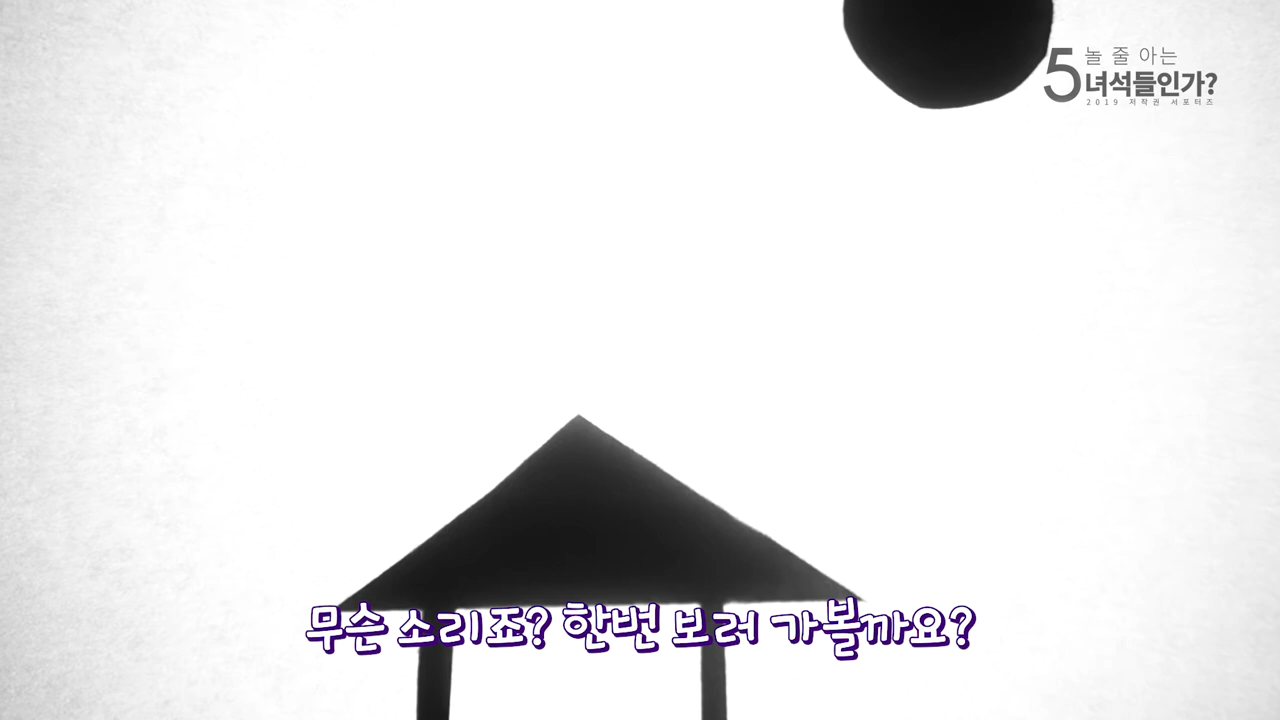 놀 줄 아는
5 녀석들인가?
2019 저작권 서포터즈
무슨 소리죠? 한번 보러 가볼까요?